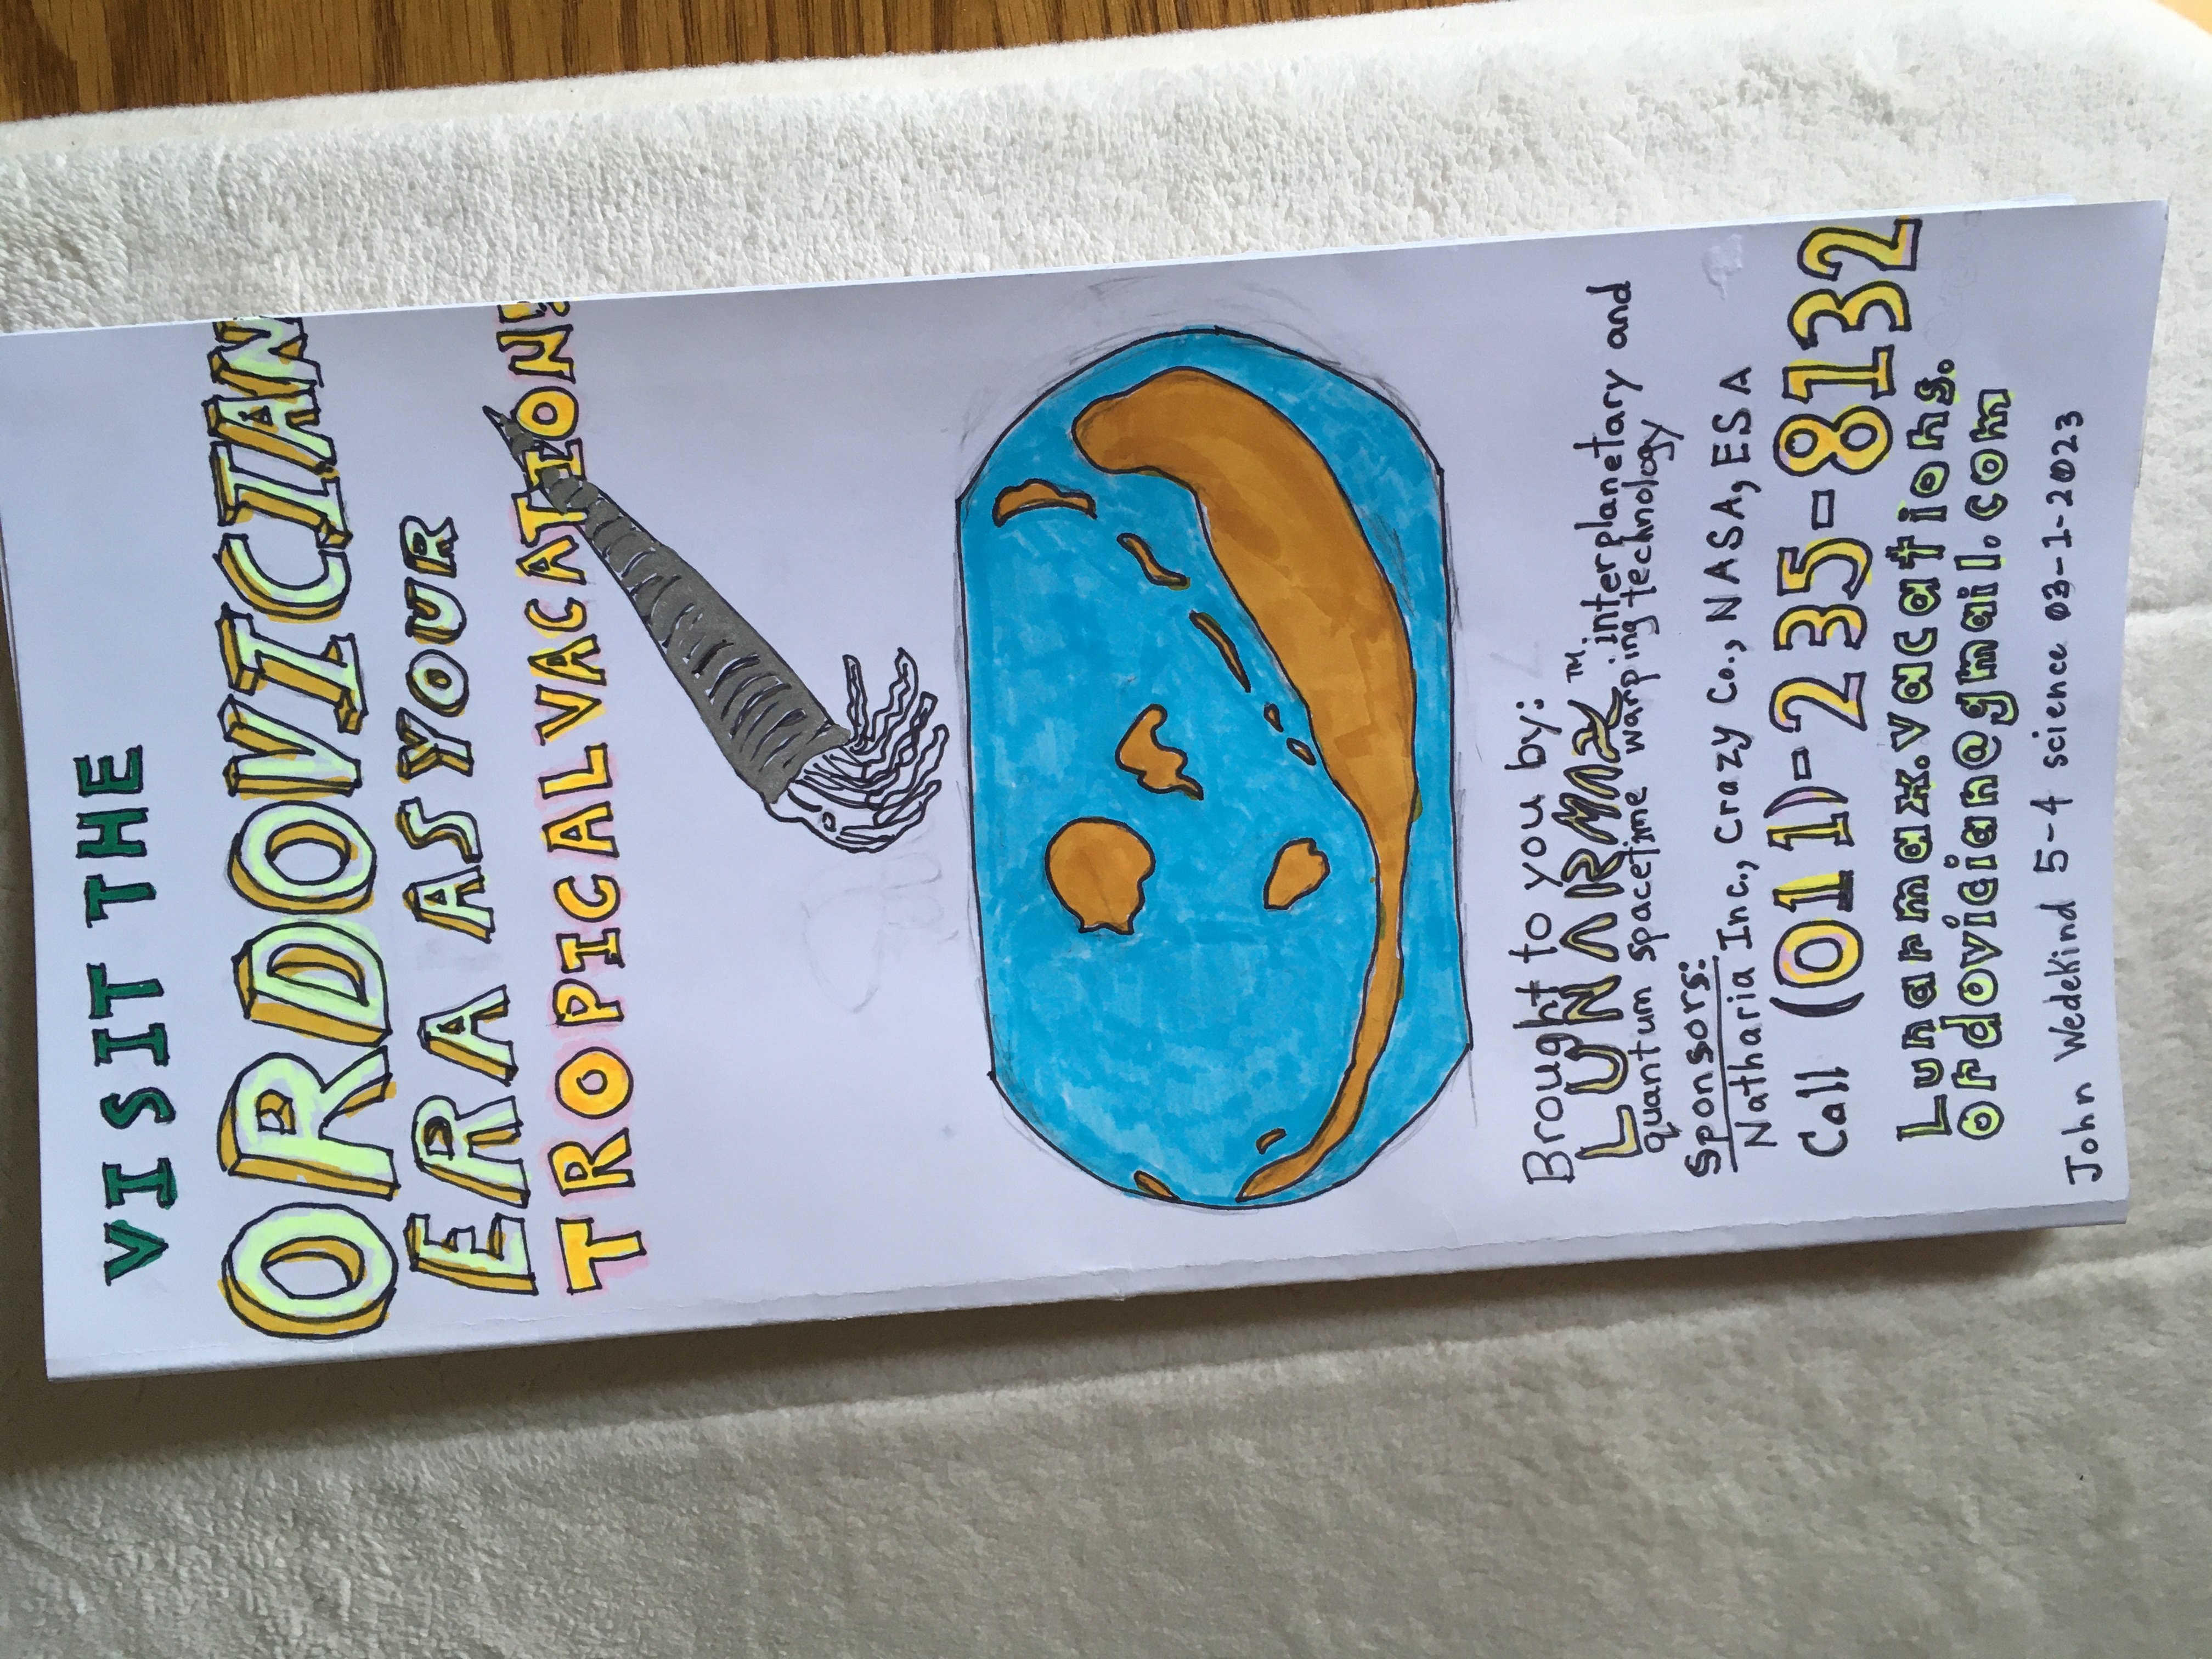 VISIT THE
ORDOVICIAN
ERA AS YOUR
TROPICAL VACATION!
Brought to you by:
LUNARMAX™ interplanetary and
quantum spacetime warping technology
Sponsors:
Natharia Inc., Crazy Co., NASA, ESA
Call (011)-235-8132
Lunarmax.vacations.
ordovician@gmail.com
John Wedekind 5-4 science 03-1-2023